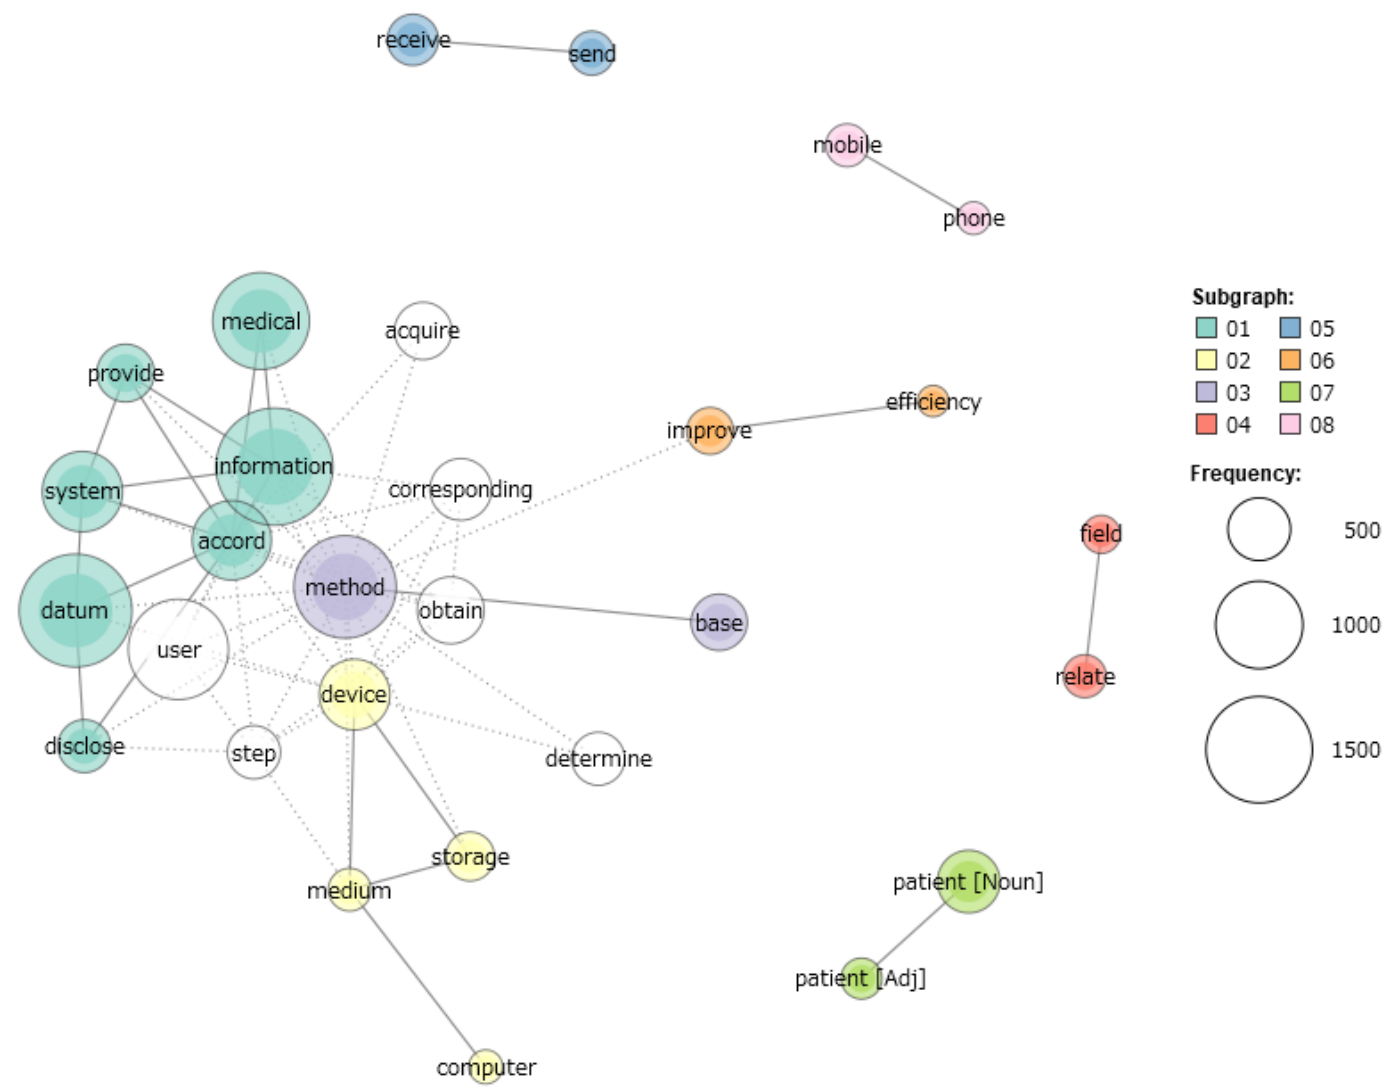 receive
send
mobile
phone
medical
acquire
provide
information
system
corresponding
accord
method
datum
obtain
user
base
device
disclose
step
determine
storage
medium
computer
improve
efficiency
field
relate
patient [Noun]
patient [Adj]
Subgraph:
01 05
02 06
03 07
04 08
Frequency:
500
1000
1500